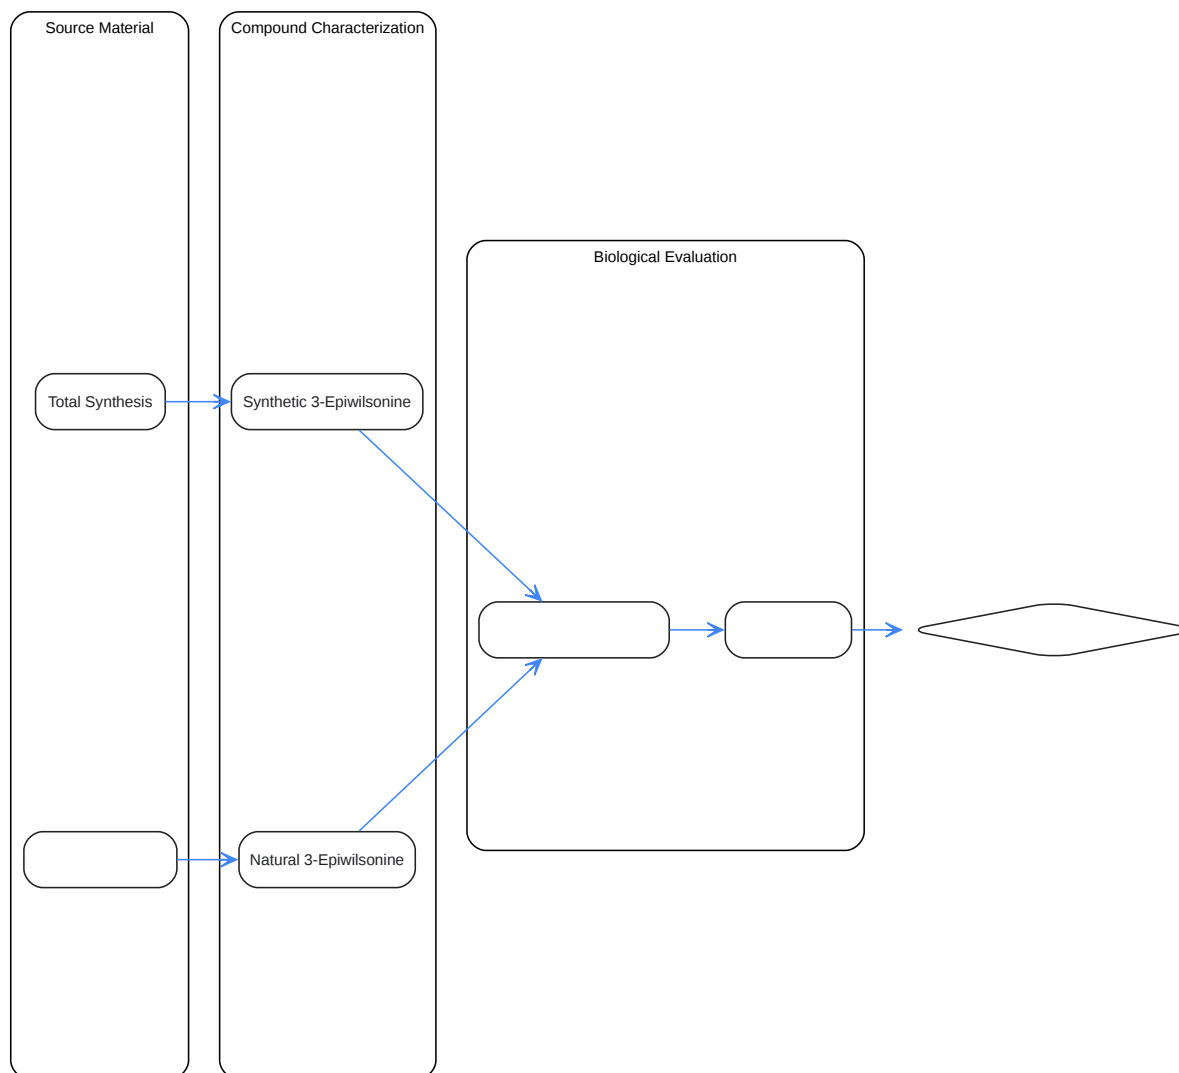 Source Material
Compound Characterization
Biological Evaluation
Total Synthesis
Synthetic 3-Epiwilsonine
Natural 3-Epiwilsonine